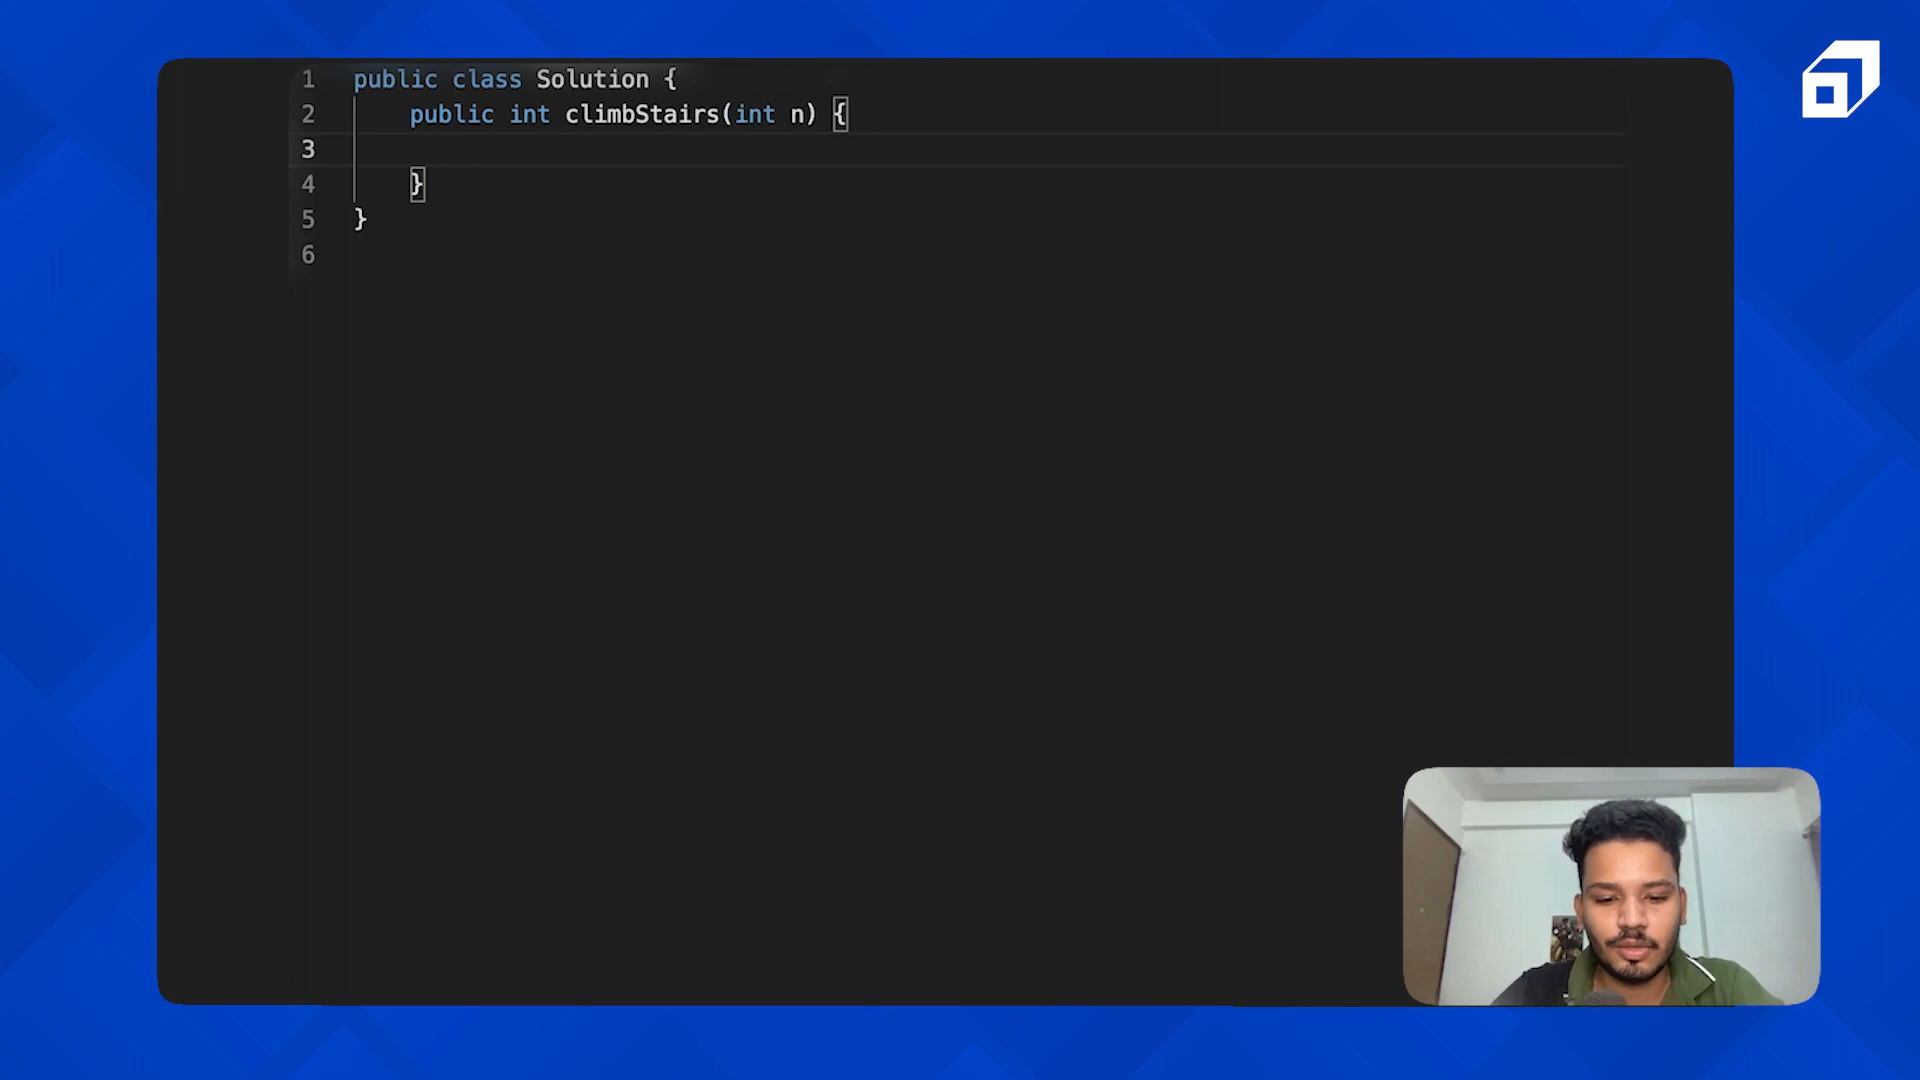 1 public class Solution {
2 public int climbStairs(int n) {
3
4 }
5 }
6